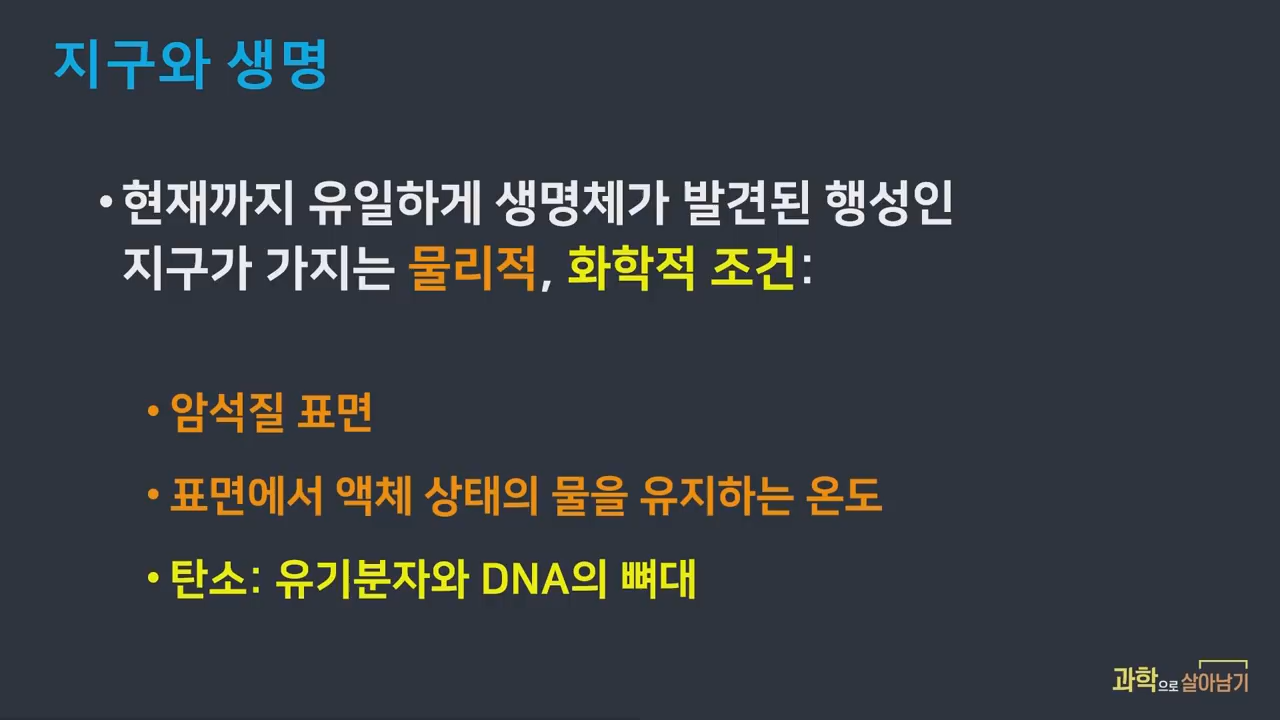 지구와 생명
• 현재까지 유일하게 생명체가 발견된 행성인
지구가 가지는 물리적, 화학적 조건:
• 암석질 표면
• 표면에서 액체 상태의 물을 유지하는 온도
• 탄소: 유기분자와 DNA의 뼈대
과학으로 살아남기